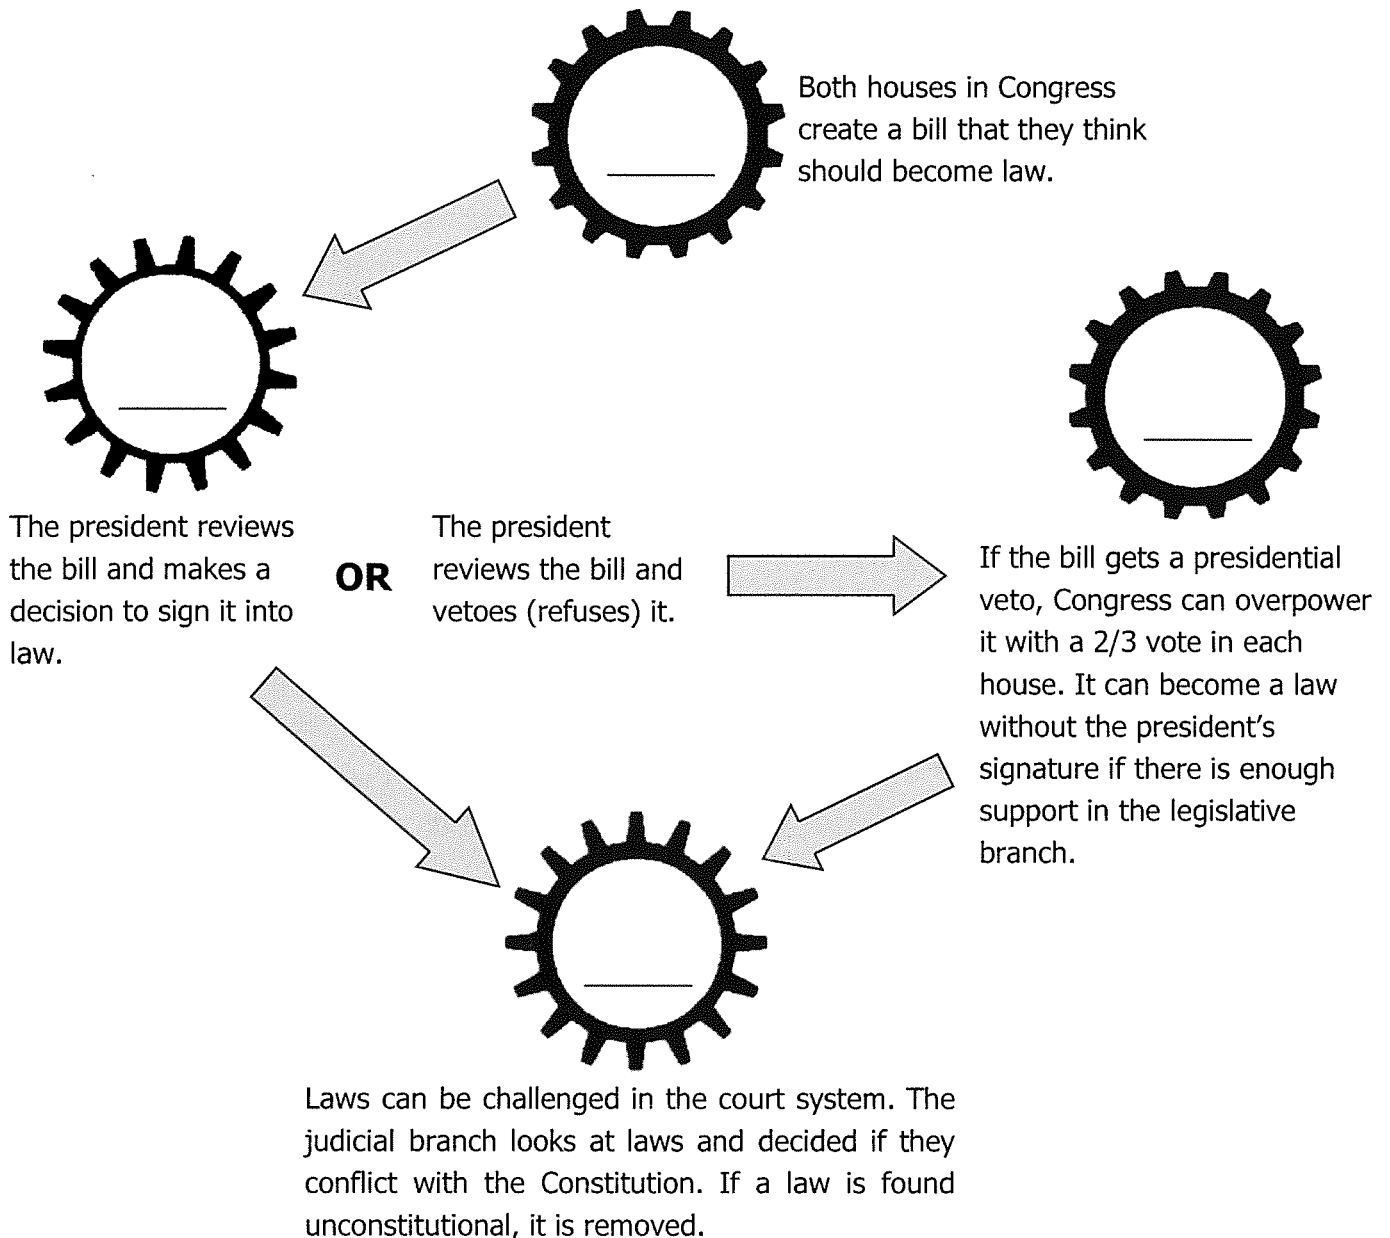 Both houses in Congress
create a bill that they think
should become law.
The president reviews
the bill and makes a
decision to sign it into
law.
OR
The president
reviews the bill and
vetoes (refuses) it.
If the bill gets a presidential
veto, Congress can overpower
it with a 2/3 vote in each
house. It can become a law
without the president's
signature if there is enough
support in the legislative
branch.
Laws can be challenged in the court system. The
judicial branch looks at laws and decided if they
conflict with the Constitution. If a law is found
unconstitutional, it is removed.